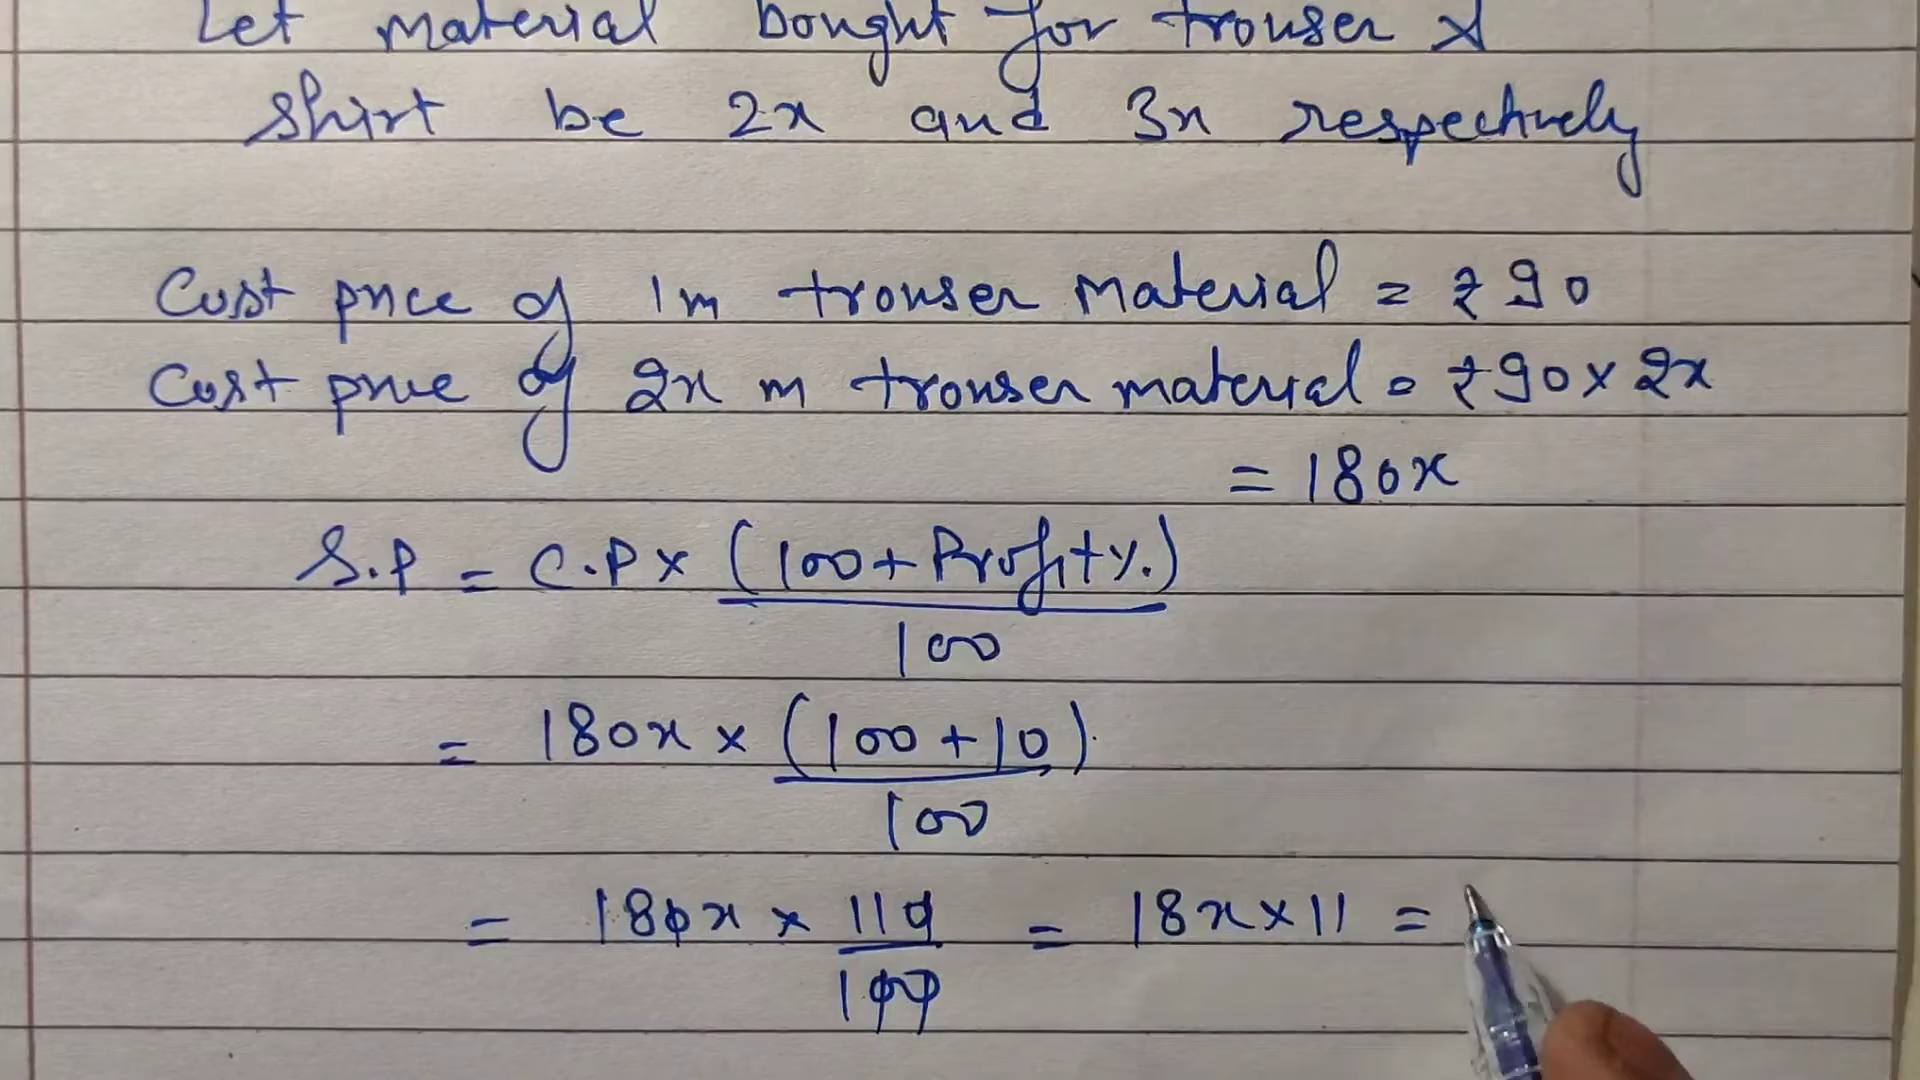 Let material bought for trouser &
shirt be 2x and 3x respectively
Cost price of 1m trouser material = ₹90
Cost price of 2x m trouser material = ₹90 × 2x
= 180x
S.P = C.P × (100 + Profit%)
100
= 180x × (100 + 10)
100
= 180x × 110 = 18x × 11 =
100